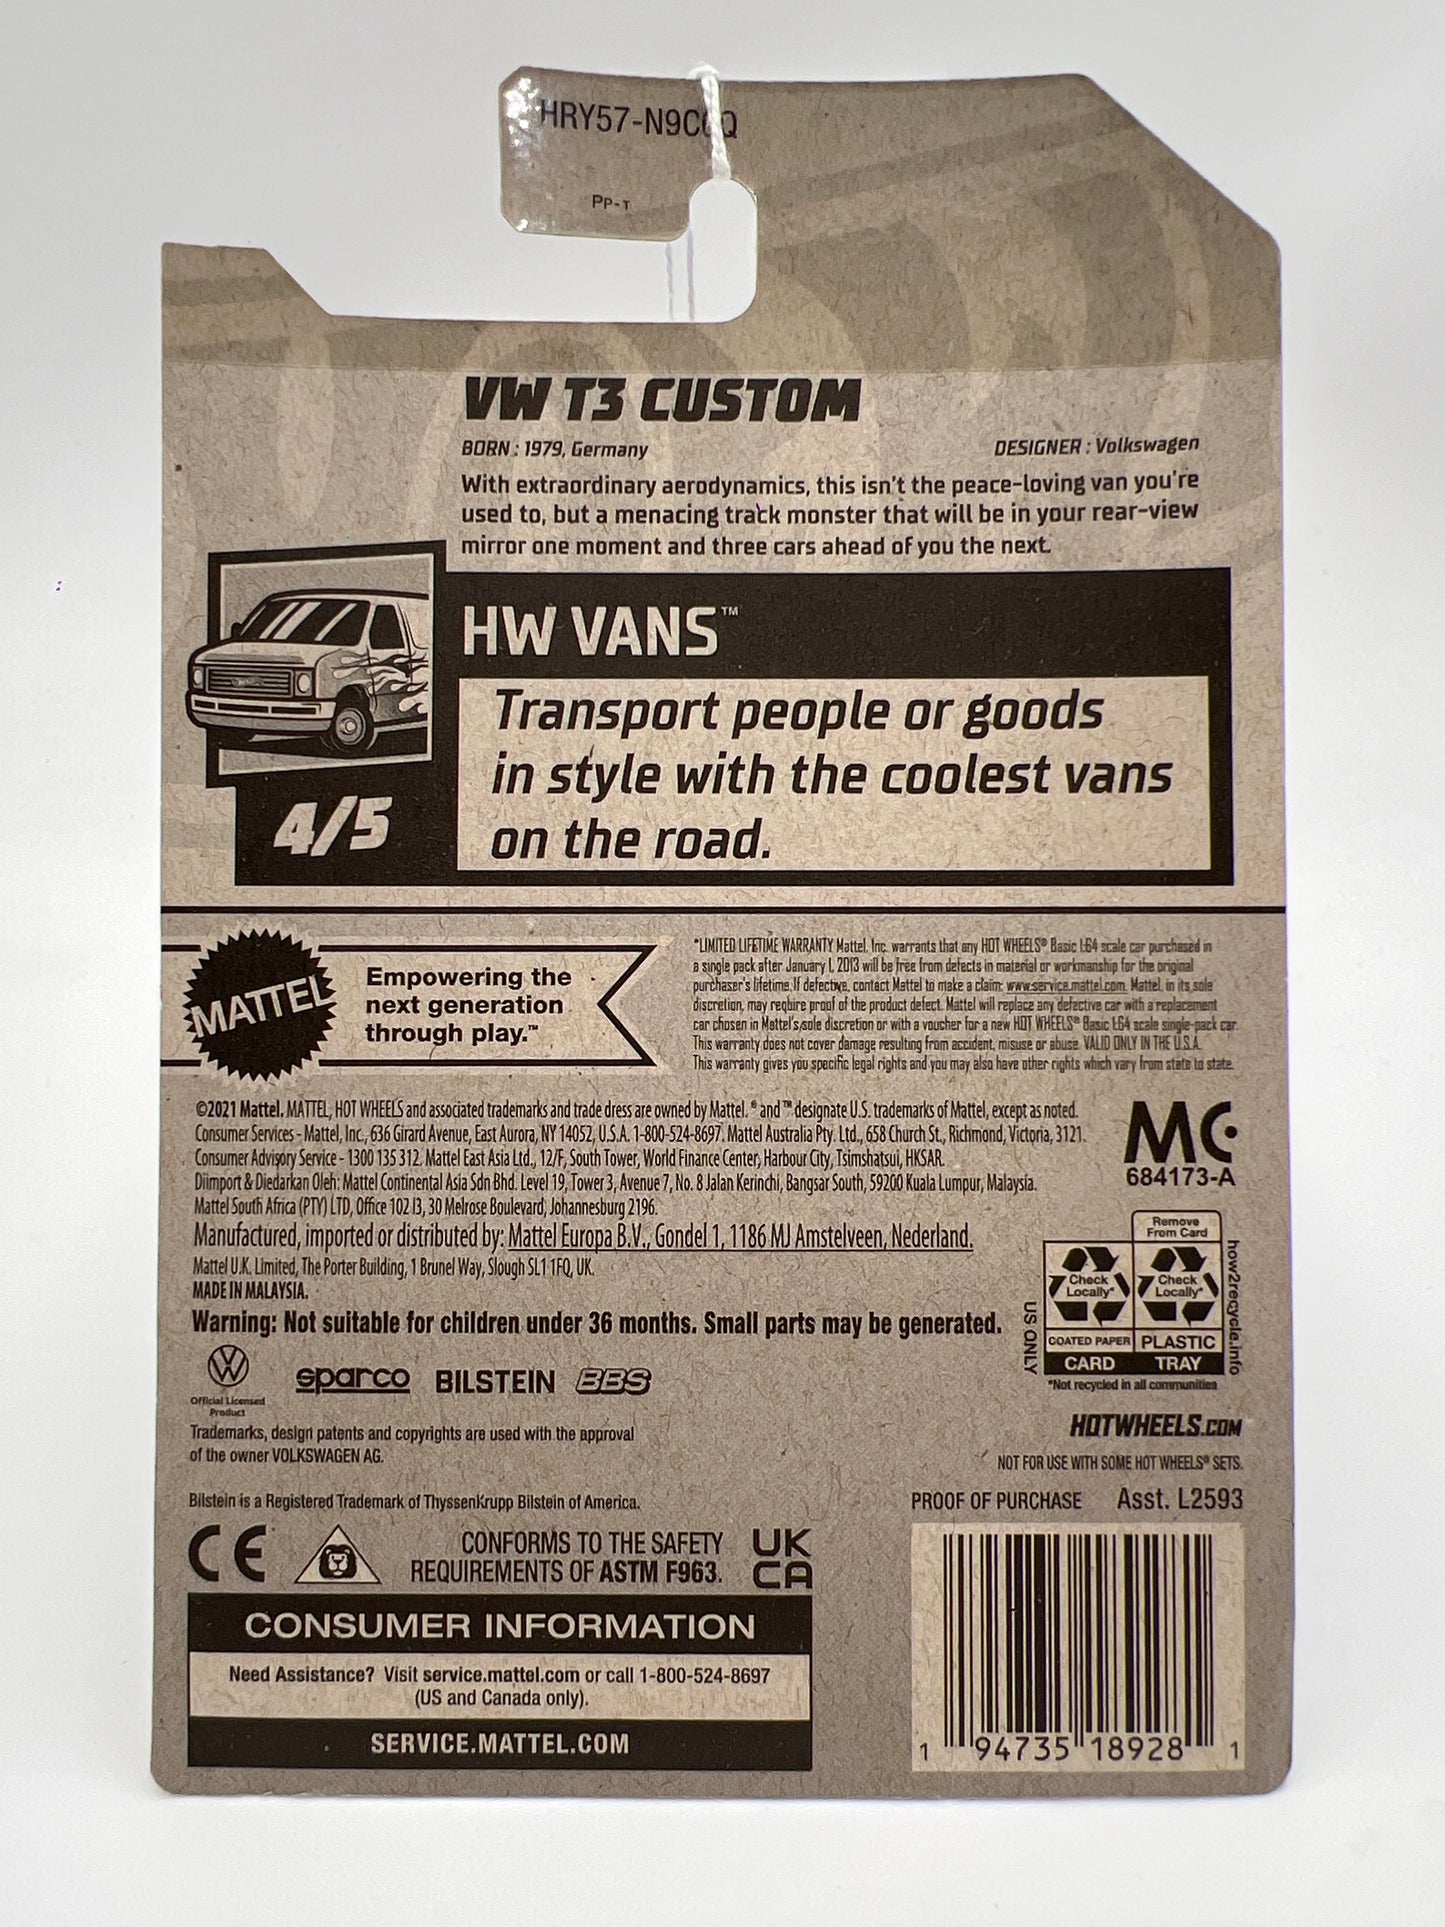 PP-T
VW T3 CUSTOM
BORN : 1979, Germany
DESIGNER : Volkswagen
With extraordinary aerodynamics, this isn't the peace-loving van you're
used to, but a menacing track monster that will be in your rear-view
mirror one moment and three cars ahead of you the next.
HW VANS™
Transport people or goods
in style with the coolest vans
on the road.
4/5
MATTEL
Empowering the
next generation
through play.™
*LIMITED LIFETIME WARRANTY Mattel, Inc. warrants that any HOT WHEELS® Basic 1:64 scale car purchased in
a single pack after January 1, 2013 will be free from defects in material or workmanship for the original
purchaser's lifetime. If defective, contact Mattel to make a claim: www.service.mattel.com. Mattel, in its sole
discretion, may require proof of the product defect. Mattel will replace any defective car with a replacement
car chosen in Mattel's sole discretion or with a voucher for a new HOT WHEELS® Basic 1:64 scale single-pack car.
This warranty does not cover damage resulting from accident, misuse or abuse. VALID ONLY IN THE U.S.A.
This warranty gives you specific legal rights and you may also have other rights which vary from state to state.
©2021 Mattel. MATTEL, HOT WHEELS and associated trademarks and trade dress are owned by Mattel. ® and ™ designate U.S. trademarks of Mattel, except as noted.
Consumer Services - Mattel, Inc., 636 Girard Avenue, East Aurora, NY 14052, U.S.A. 1-800-524-8697. Mattel Australia Pty. Ltd., 658 Church St., Richmond, Victoria, 3121.
Consumer Advisory Service - 1300 135 312. Mattel East Asia Ltd., 12/F, South Tower, World Finance Center, Harbour City, Tsimshatsui, HKSAR.
Diimport & Diedarkan Oleh: Mattel Continental Asia Sdn Bhd. Level 19, Tower 3, Avenue 7, No. 8 Jalan Kerinchi, Bangsar South, 59200 Kuala Lumpur, Malaysia.
Mattel South Africa (PTY) LTD, Office 102 I3, 30 Melrose Boulevard, Johannesburg 2196.
Manufactured, imported or distributed by: Mattel Europa B.V., Gondel 1, 1186 MJ Amstelveen, Nederland.
Mattel U.K. Limited, The Porter Building, 1 Brunel Way, Slough SL1 1FQ, UK.
MADE IN MALAYSIA.
Warning: Not suitable for children under 36 months. Small parts may be generated.
MC
684173-A
Remove
From Card
Check
Locally*
Check
Locally*
COATED PAPER
PLASTIC
CARD
TRAY
US ONLY
how2recycle.info
*Not recycled in all communities
VW
Official Licensed
Product
sparco
BILSTEIN
BBS
Trademarks, design patents and copyrights are used with the approval
of the owner VOLKSWAGEN AG.
HOTWHEELS.COM
NOT FOR USE WITH SOME HOT WHEELS® SETS.
Bilstein is a Registered Trademark of ThyssenKrupp Bilstein of America.
PROOF OF PURCHASE Asst. L2593
CE
CONFORMS TO THE SAFETY
REQUIREMENTS OF ASTM F963.
UK
CA
CONSUMER INFORMATION
Need Assistance? Visit service.mattel.com or call 1-800-524-8697
(US and Canada only).
SERVICE.MATTEL.COM
1 94735 18928 1